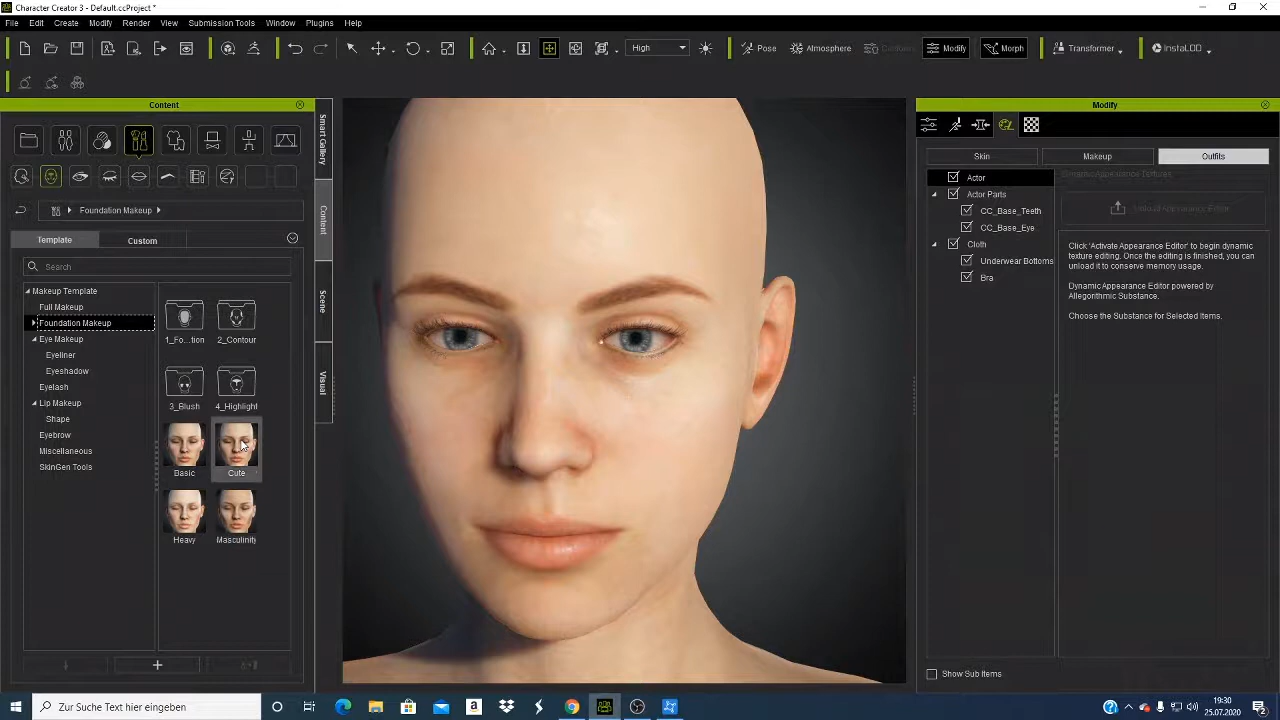 Character Creator 3 - Default.ccProject *
File Edit Create Modify Render View Submission Tools Window Plugins Help
High Pose Atmosphere Modify Morph Transformer InstaLOD
Content
Modify
Smart Gallery
Content
Scene
Visual
Foundation Makeup
Template Custom
Search
Makeup Template
Full Makeup
Foundation Makeup
Eye Makeup
Eyeliner
Eyeshadow
Eyelash
Lip Makeup
Shape
Eyebrow
Miscellaneous
SkinGen Tools
1_Fo...tion 2_Contour
3_Blush 4_Highlight
Basic Cute
Heavy Masculinity
Skin Makeup Outfits
Actor
Actor Parts
CC_Base_Teeth
CC_Base_Eye
Cloth
Underwear Bottoms
Bra
Dynamic Appearance Textures
Click 'Activate Appearance Editor' to begin dynamic
texture editing. Once the editing is finished, you can
unload it to conserve memory usage.
Dynamic Appearance Editor powered by
Allegorithmic Substance.
Choose the Substance for Selected Items.
Show Sub Items
Zur Suche Text hier eingeben
19:30
25.07.2020